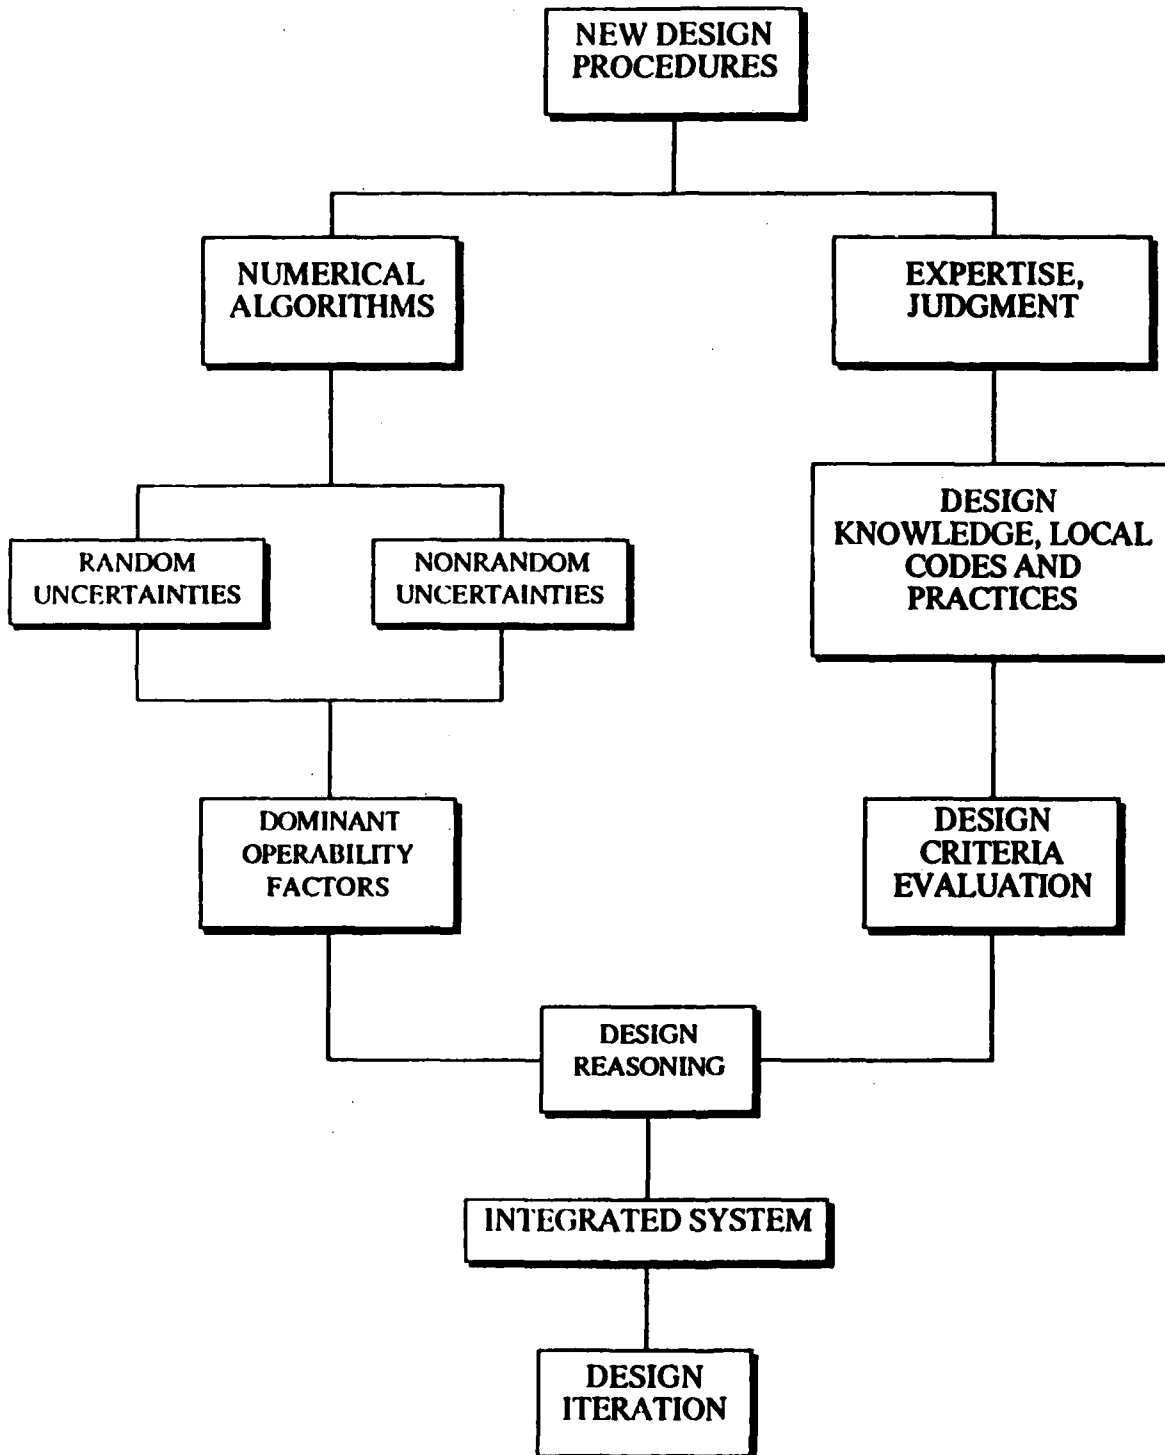 NEW DESIGN
PROCEDURES
NUMERICAL
ALGORITHMS
EXPERTISE,
JUDGMENT
RANDOM
UNCERTAINTIES
NONRANDOM
UNCERTAINTIES
DESIGN
KNOWLEDGE, LOCAL
CODES AND
PRACTICES
DOMINANT
OPERABILITY
FACTORS
DESIGN
CRITERIA
EVALUATION
DESIGN
REASONING
INTEGRATED SYSTEM
DESIGN
ITERATION